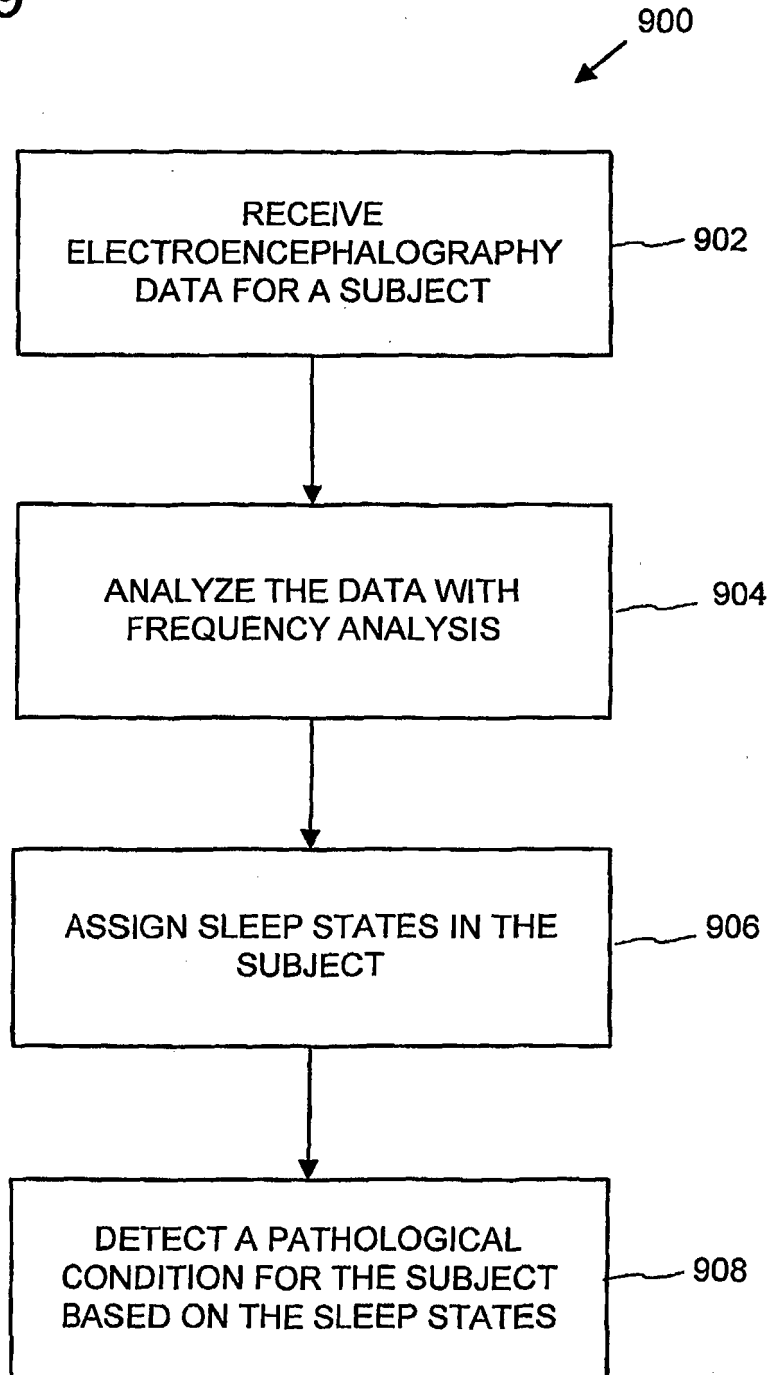 9
900
RECEIVE
ELECTROENCEPHALOGRAPHY
DATA FOR A SUBJECT
902
ANALYZE THE DATA WITH
FREQUENCY ANALYSIS
904
ASSIGN SLEEP STATES IN THE
SUBJECT
906
DETECT A PATHOLOGICAL
CONDITION FOR THE SUBJECT
BASED ON THE SLEEP STATES
908